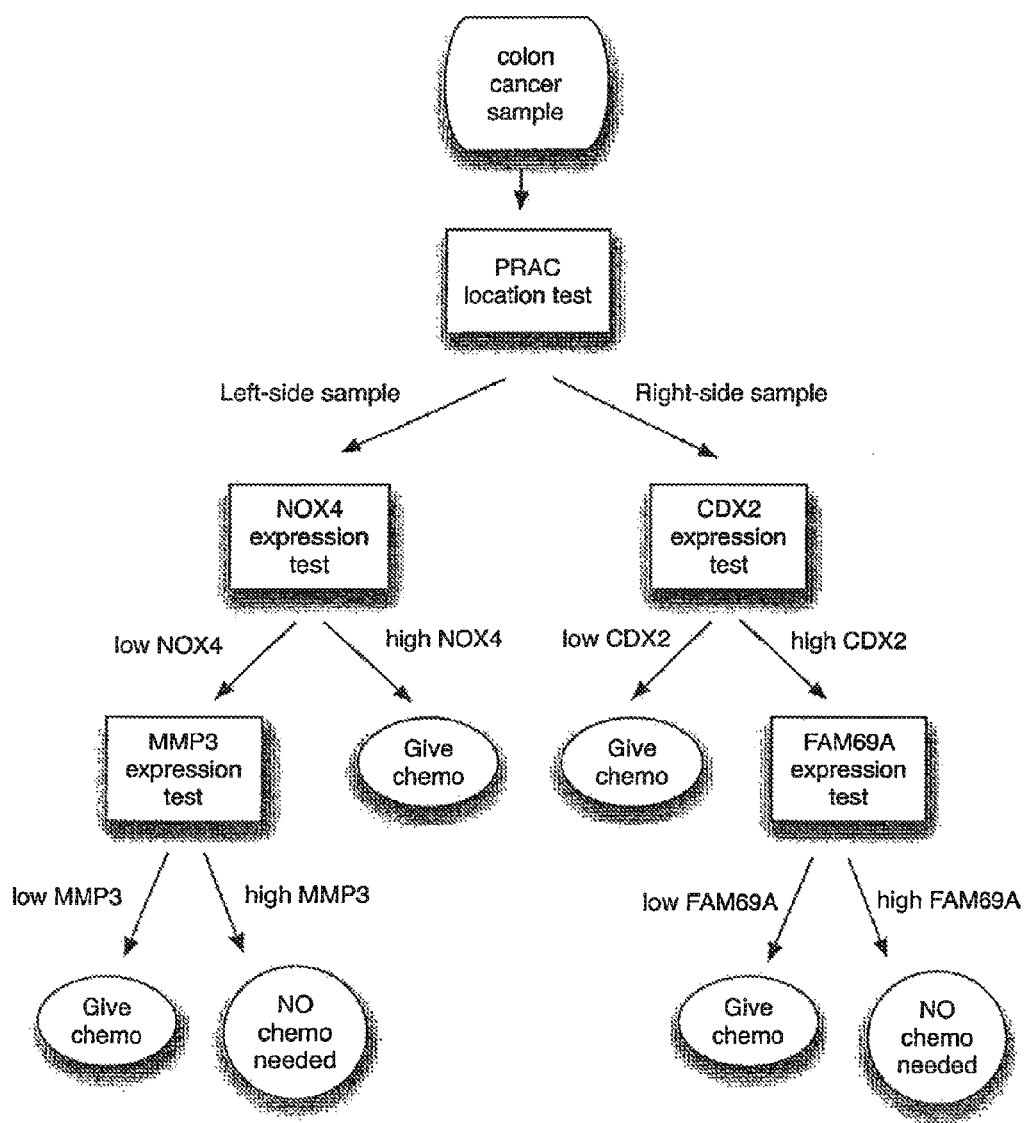 colon
cancer
sample
PRAC
location test
Left-side sample
Right-side sample
NOX4
expression
test
CDX2
expression
test
low NOX4
high NOX4
low CDX2
high CDX2
MMP3
expression
test
Give
chemo
Give
chemo
FAM69A
expression
test
low MMP3
high MMP3
low FAM69A
high FAM69A
Give
chemo
NO
chemo
needed
Give
chemo
NO
chemo
needed